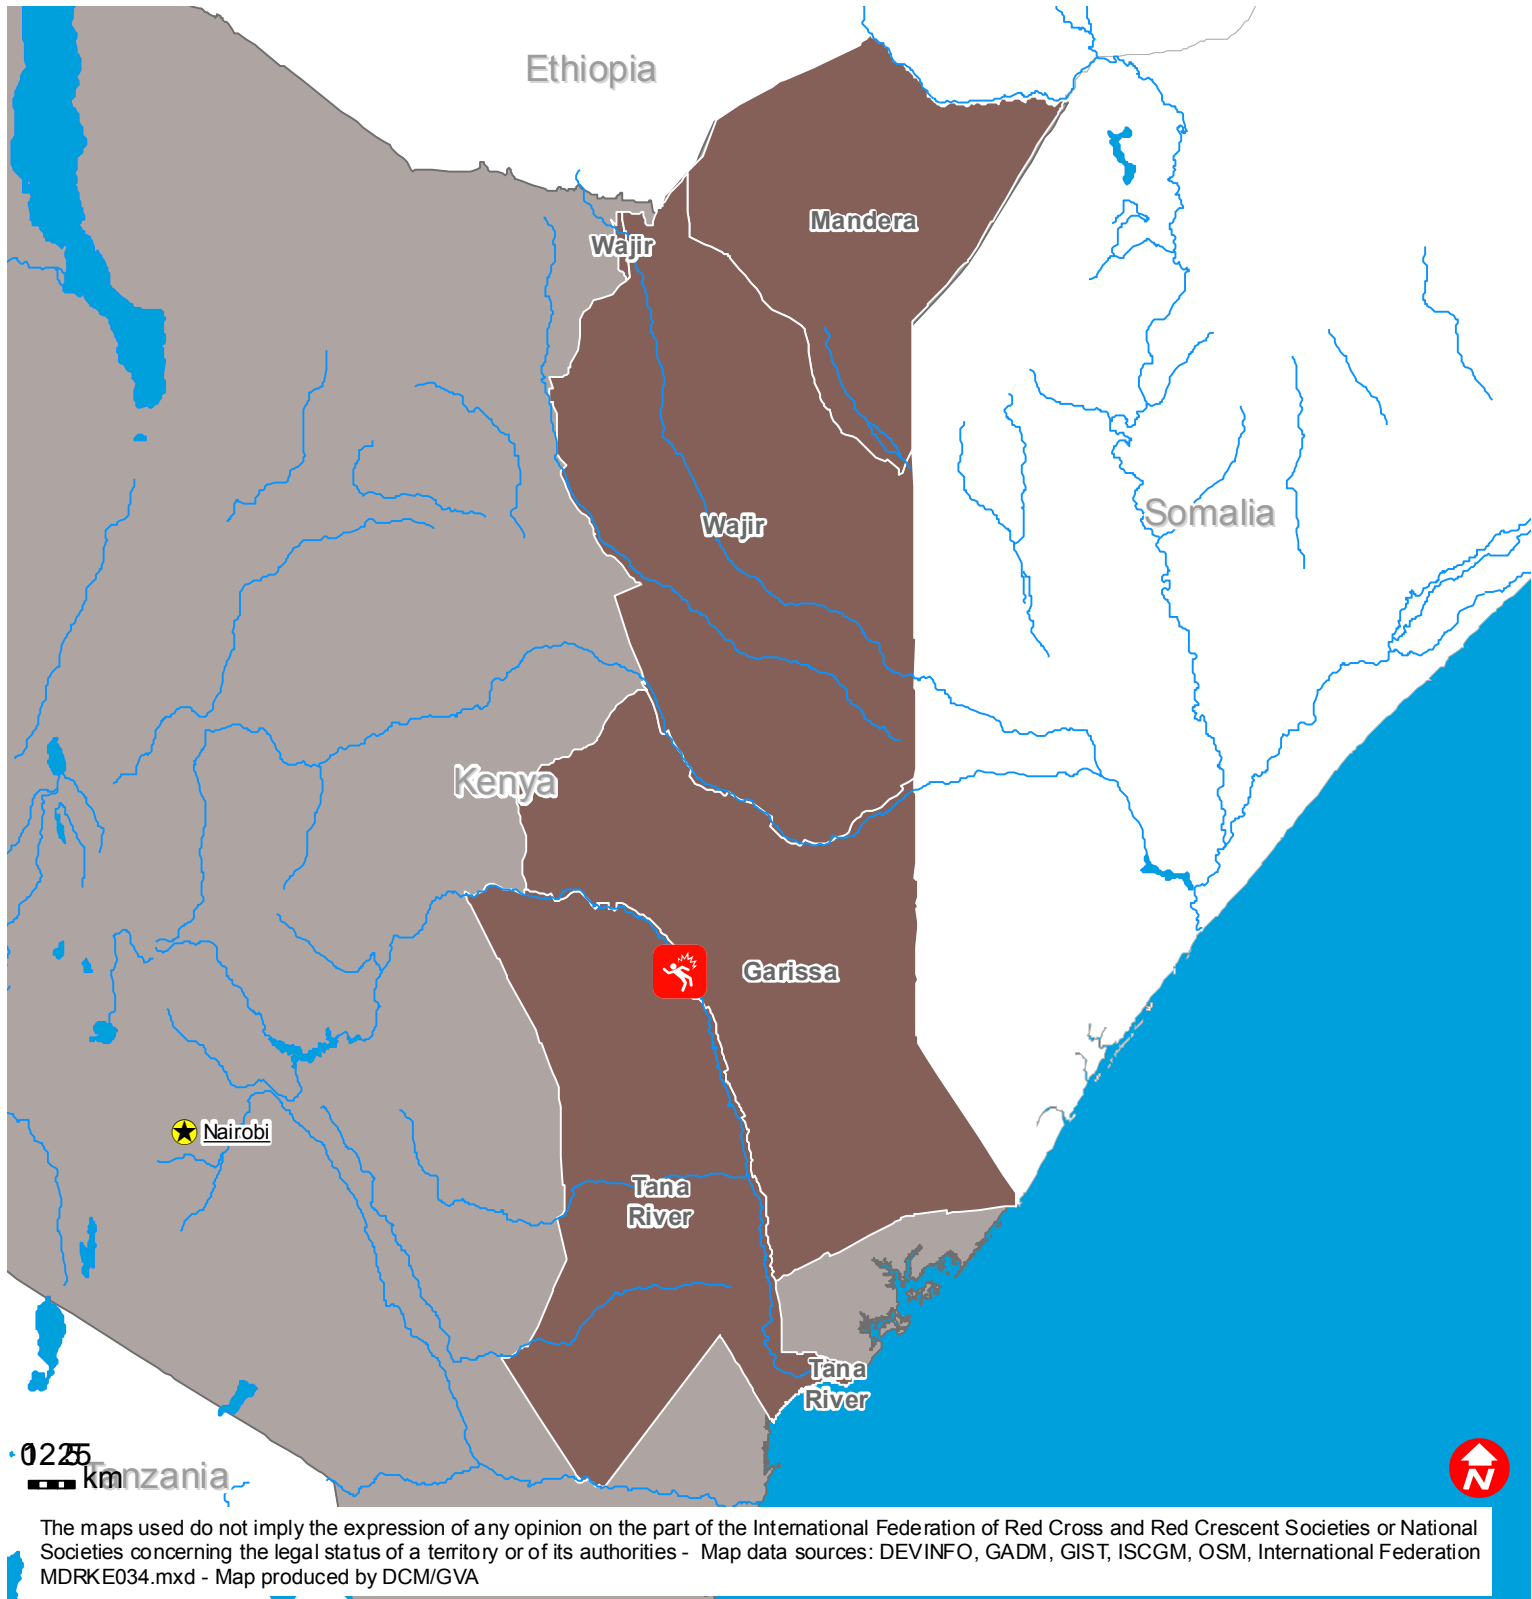 Ethiopia
Mandera
Wajir
Somalia
Wajir
Kenya
Garissa
Nairobi
Tana
River
Tana
River
km
Tanzania
N
The maps used do not imply the expression of any opinion on the part of the International Federation of Red Cross and Red Crescent Societies or National
Societies concerning the legal status of a territory or of its authorities - Map data sources: DEVINFO, GADM, GIST, ISCGM, OSM, International Federation
MDRKE034.mxd - Map produced by DCM/GVA